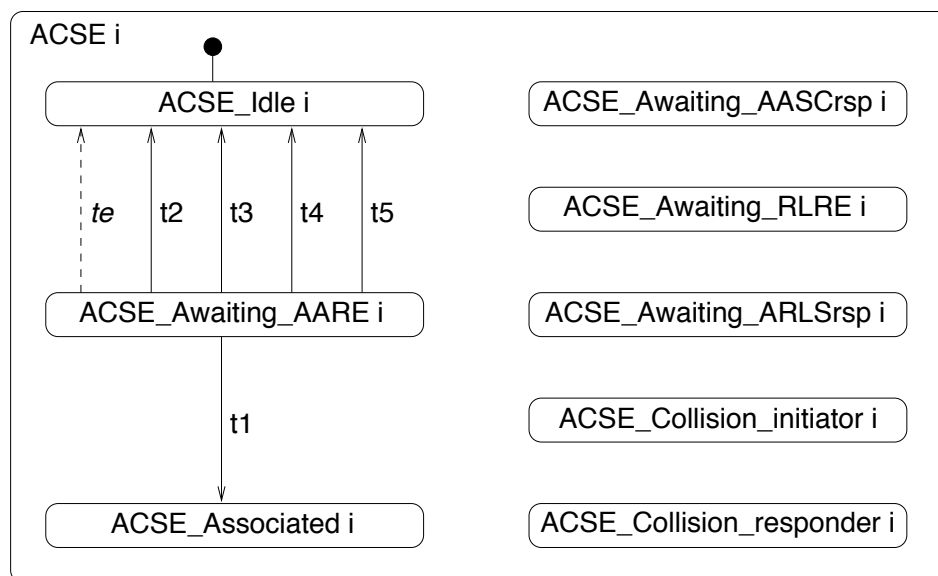 ACSE i
ACSE_Idle i
ACSE_Awaiting_AASCrsp i
te
t2
t3
t4
t5
ACSE_Awaiting_RLRE i
ACSE_Awaiting_AARE i
ACSE_Awaiting_ARLSrsp i
t1
ACSE_Collision_initiator i
ACSE_Associated i
ACSE_Collision_responder i